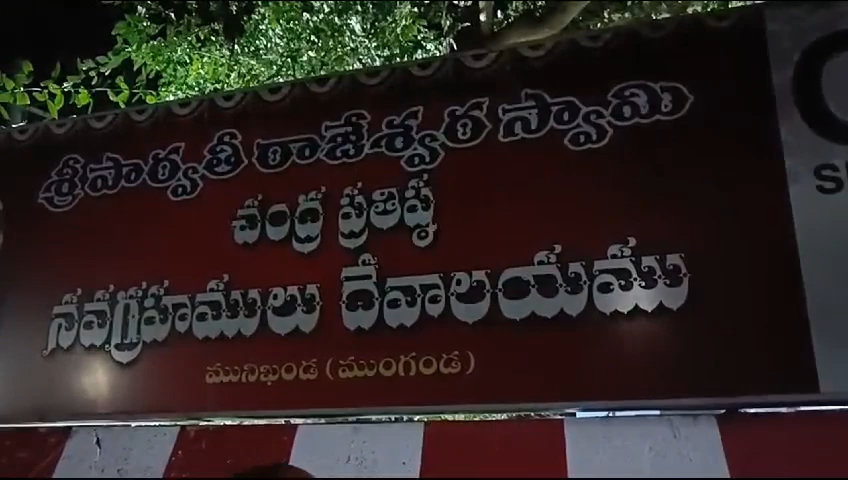 శ్రీపార్వతీ రాజేశ్వర స్వామి
చంద్ర ప్రతిష్ఠ
నవగ్రహములు దేవాలయము
మునిఖండ (ముంగండ)